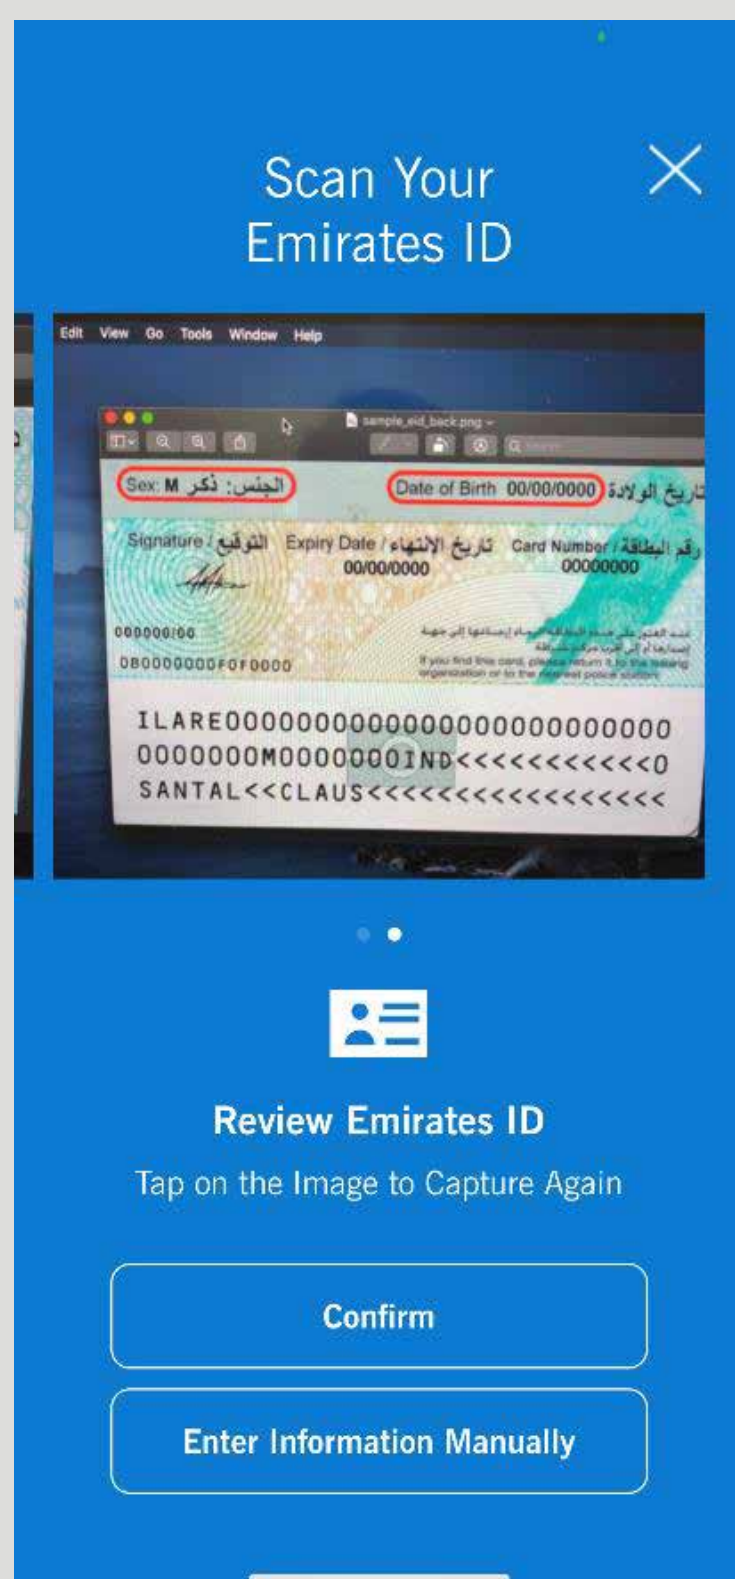 Scan Your
Emirates ID
Edit View Go Tools Window Help
sample_eid_back.png
Search
Sex: M الجنس: ذكر
Date of Birth 00/00/0000 تاريخ الولادة
Signature / التوقيع
Expiry Date / تاريخ الانتهاء
Card Number / رقم البطاقة
00/00/0000
00000000
000000/00
If you find this card, please return it to the issuing
organization or to the nearest police station
ILARE0000000000000000000000000
0000000M0000000IND<<<<<<<<<<<0
SANTAL<<CLAUS<<<<<<<<<<<<<<<<<
Review Emirates ID
Tap on the Image to Capture Again
Confirm
Enter Information Manually